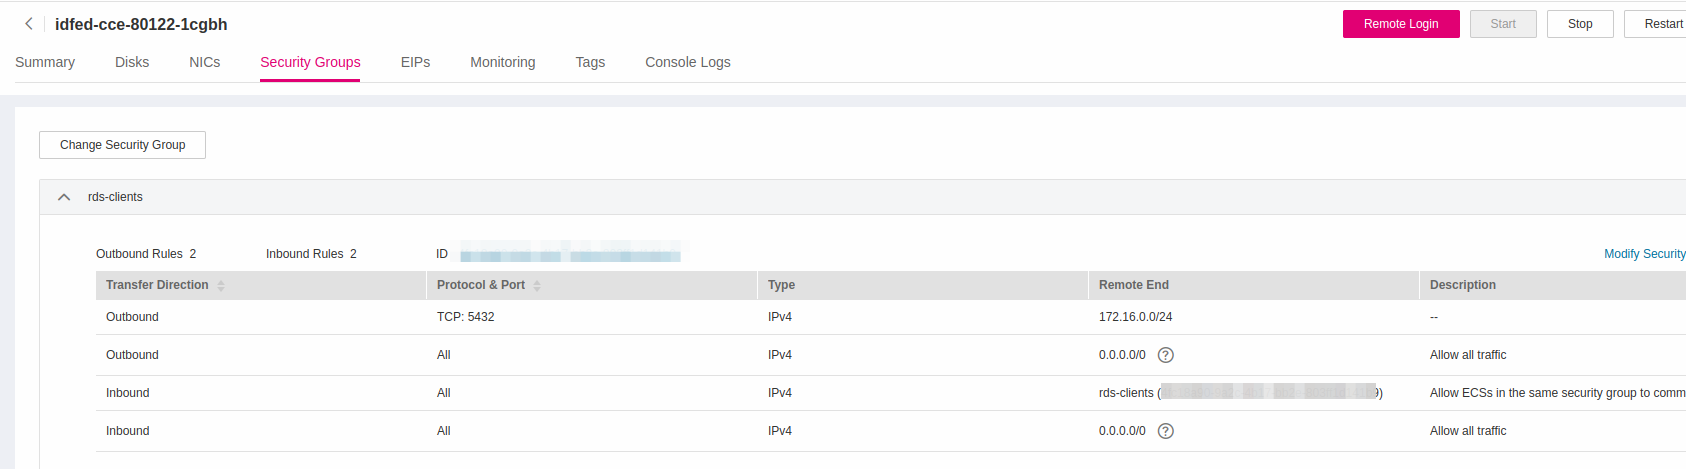 idfed-cce-80122-1cgbh Remote Login Start Stop Restart
Summary Disks NICs Security Groups EIPs Monitoring Tags Console Logs
Change Security Group
rds-clients
Outbound Rules 2 Inbound Rules 2 ID Modify Security
Transfer Direction Protocol & Port Type Remote End Description
Outbound TCP: 5432 IPv4 172.16.0.0/24 --
Outbound All IPv4 0.0.0.0/0 ? Allow all traffic
Inbound All IPv4 rds-clients ( 9) Allow ECSs in the same security group to comm
Inbound All IPv4 0.0.0.0/0 ? Allow all traffic